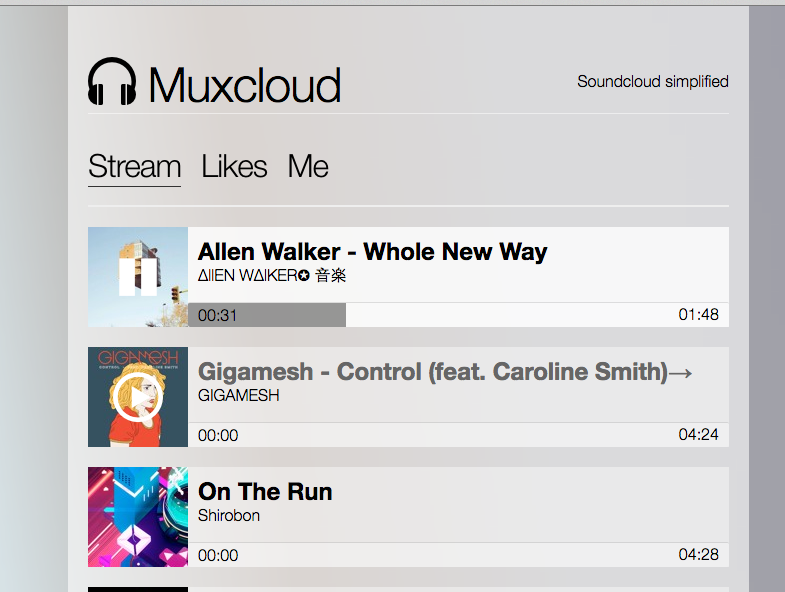 Muxcloud
Soundcloud simplified
Stream Likes Me
Allen Walker - Whole New Way
ΔllEN WΔlKER✪ 音楽
00:31 01:48
GIGAMESH
Gigamesh - Control (feat. Caroline Smith)→
GIGAMESH
00:00 04:24
On The Run
Shirobon
00:00 04:28